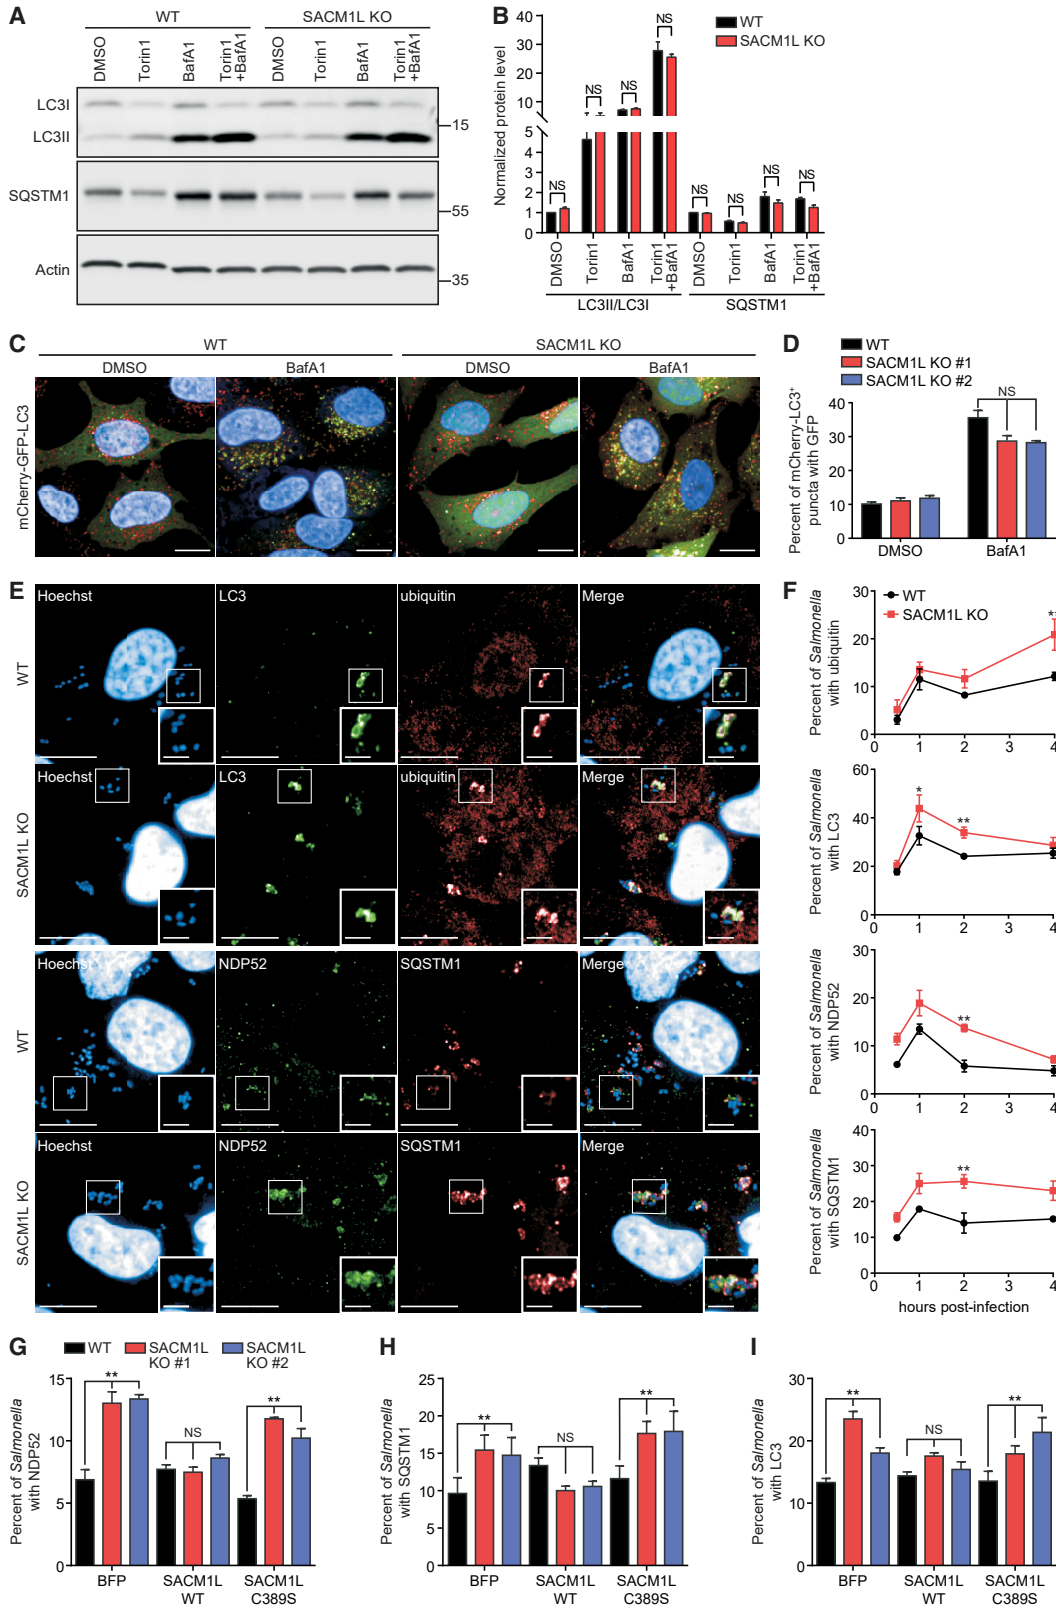 A
WT
SACM1L KO
DMSO
Torin1
BafA1
Torin1
+BafA1
DMSO
Torin1
BafA1
Torin1
+BafA1
LC3I
LC3II
15
SQSTM1
55
Actin
35
B
WT
SACM1L KO
Normalized protein level
40
30
20
10
5
4
3
2
1
0
NS
NS
NS
NS
NS
NS
NS
NS
DMSO
Torin1
BafA1
Torin1
+BafA1
DMSO
Torin1
BafA1
Torin1
+BafA1
LC3II/LC3I
SQSTM1
C
WT
SACM1L KO
DMSO
BafA1
DMSO
BafA1
mCherry-GFP-LC3
D
WT
SACM1L KO #1
SACM1L KO #2
Percent of mCherry-LC3+
puncta with GFP
40
30
20
10
0
NS
DMSO
BafA1
E
WT
Hoechst
LC3
ubiquitin
Merge
SACM1L KO
Hoechst
LC3
ubiquitin
Merge
WT
Hoechst
NDP52
SQSTM1
Merge
SACM1L KO
Hoechst
NDP52
SQSTM1
Merge
F
WT
SACM1L KO
Percent of Salmonella
with ubiquitin
30
20
10
0
**
0 1 2 3 4
Percent of Salmonella
with LC3
60
40
20
0
*
**
0 1 2 3 4
Percent of Salmonella
with NDP52
30
20
10
0
**
0 1 2 3 4
Percent of Salmonella
with SQSTM1
40
30
20
10
0
**
0 1 2 3 4
hours post-infection
G
WT
SACM1L
KO #1
SACM1L
KO #2
Percent of Salmonella
with NDP52
15
10
5
0
**
NS
**
BFP
SACM1L
WT
SACM1L
C389S
H
Percent of Salmonella
with SQSTM1
25
20
15
10
5
0
**
NS
**
BFP
SACM1L
WT
SACM1L
C389S
I
Percent of Salmonella
with LC3
30
20
10
0
**
NS
**
BFP
SACM1L
WT
SACM1L
C389S